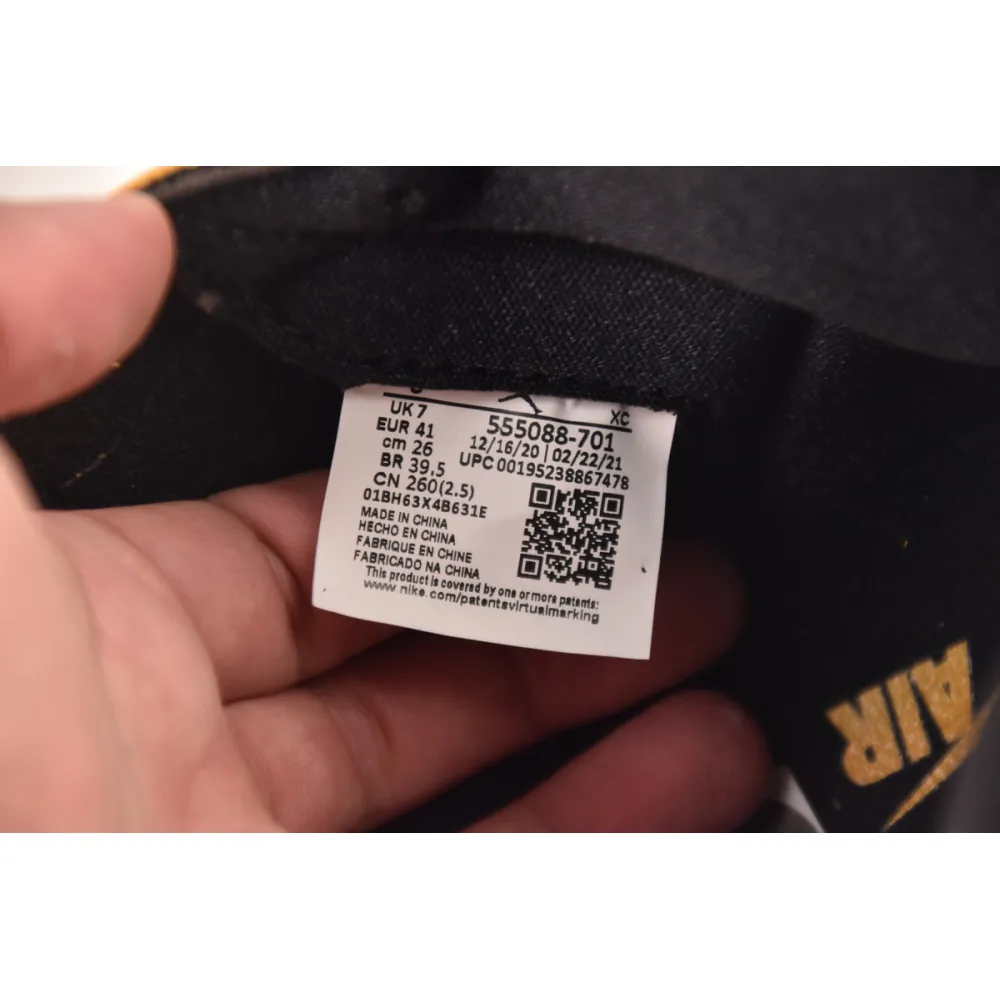 XC
UK 7
EUR 41
cm 26
BR 39.5
CN 260(2.5)
01BH63X4B631E
555088-701
12/16/20 | 02/22/21
UPC 00195238867478
MADE IN CHINA
HECHO EN CHINA
FABRIQUE EN CHINE
FABRICADO NA CHINA
This product is covered by one or more patents:
www.nike.com/patentsvirtualmarking
AIR